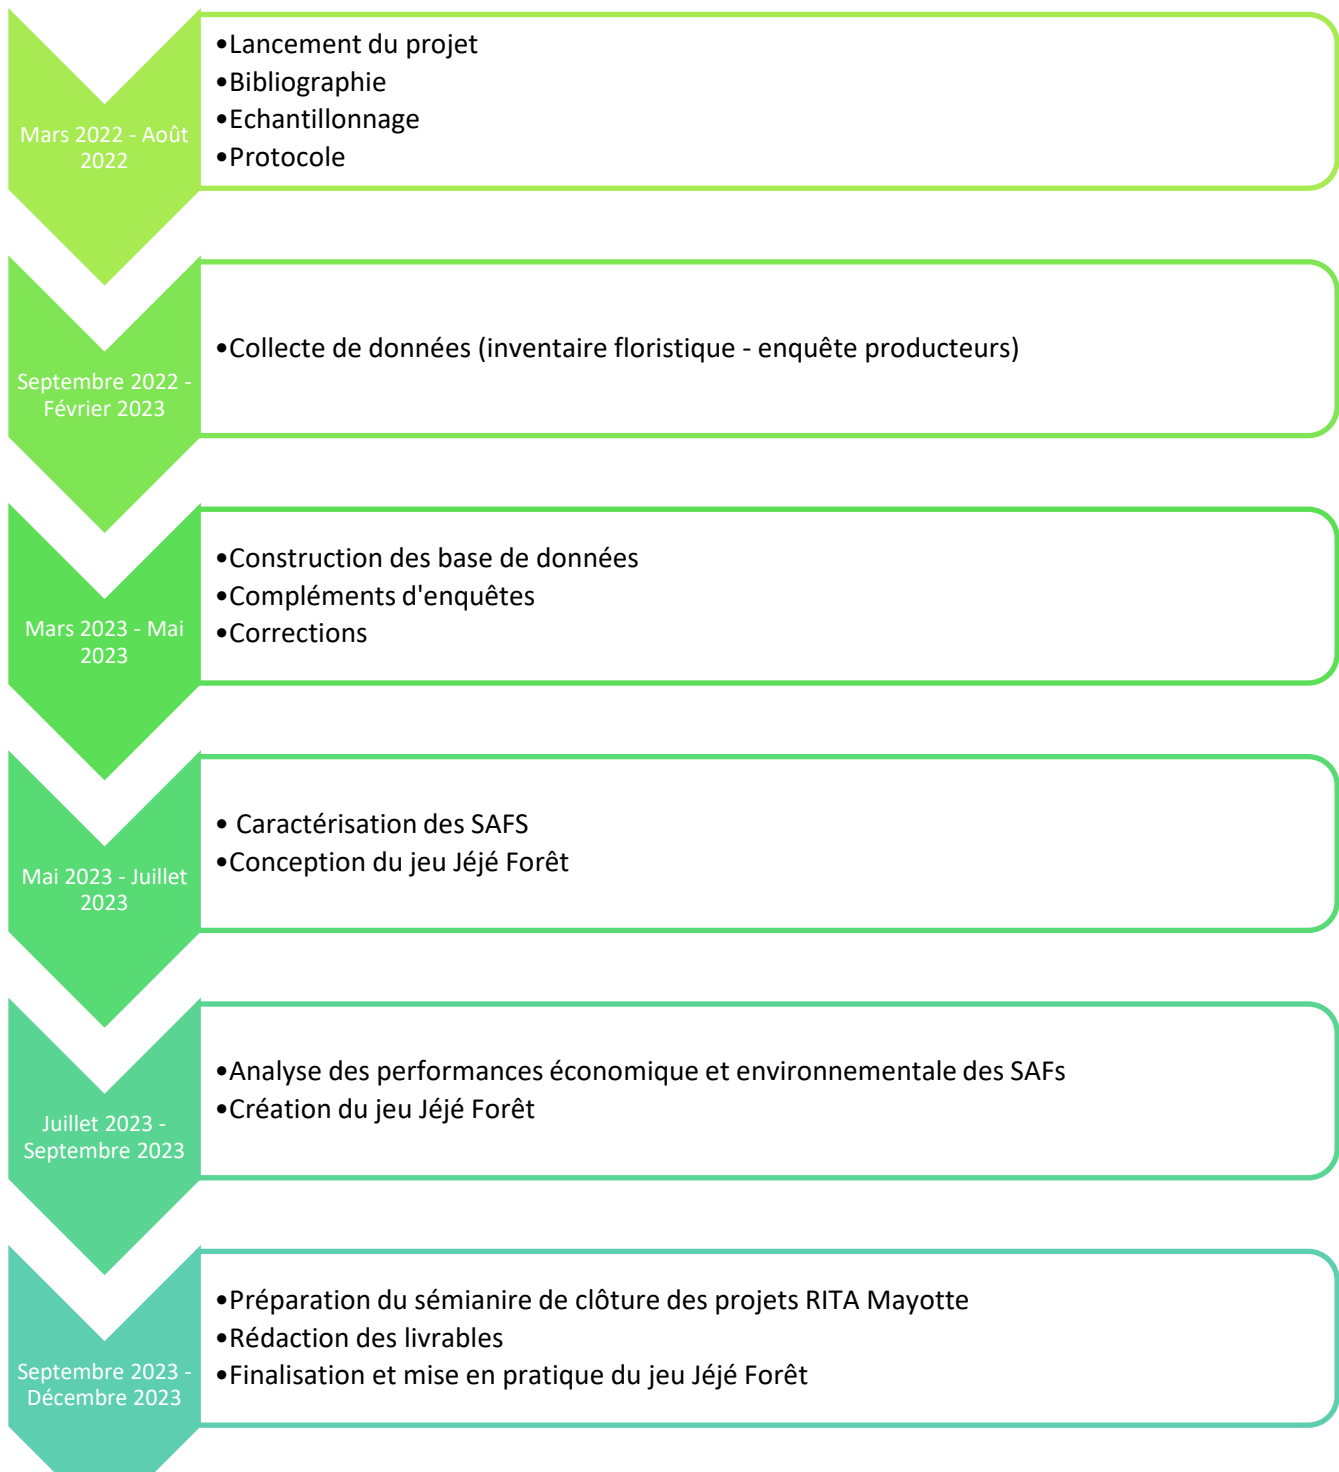 Mars 2022 - Août
2022
•Lancement du projet
•Bibliographie
•Echantillonnage
•Protocole
Septembre 2022 -
Février 2023
•Collecte de données (inventaire floristique - enquête producteurs)
Mars 2023 - Mai
2023
•Construction des base de données
•Compléments d'enquêtes
•Corrections
Mai 2023 - Juillet
2023
• Caractérisation des SAFS
•Conception du jeu Jéjé Forêt
Juillet 2023 -
Septembre 2023
•Analyse des performances économique et environnementale des SAFs
•Création du jeu Jéjé Forêt
Septembre 2023 -
Décembre 2023
•Préparation du sémianire de clôture des projets RITA Mayotte
•Rédaction des livrables
•Finalisation et mise en pratique du jeu Jéjé Forêt